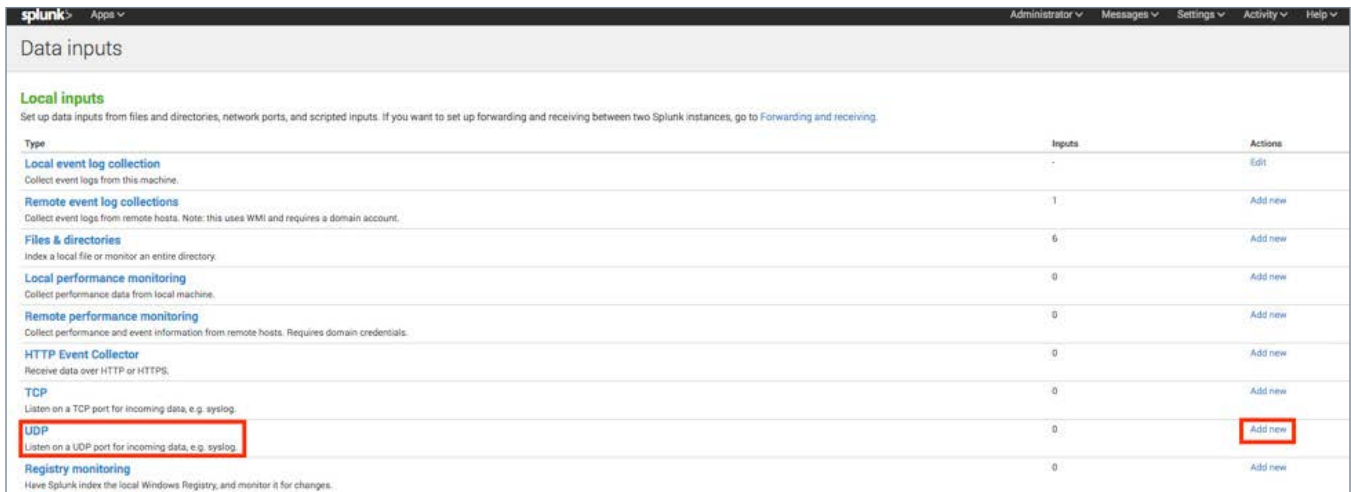 splunk> Apps Administrator Messages Settings Activity Help
Data inputs
Local inputs
Set up data inputs from files and directories, network ports, and scripted inputs. If you want to set up forwarding and receiving between two Splunk instances, go to Forwarding and receiving.
Type Inputs Actions
Local event log collection - Edit
Collect event logs from this machine.
Remote event log collections 1 Add new
Collect event logs from remote hosts. Note: this uses WMI and requires a domain account.
Files & directories 6 Add new
Index a local file or monitor an entire directory.
Local performance monitoring 0 Add new
Collect performance data from local machine.
Remote performance monitoring 0 Add new
Collect performance and event information from remote hosts. Requires domain credentials.
HTTP Event Collector 0 Add new
Receive data over HTTP or HTTPS.
TCP 0 Add new
Listen on a TCP port for incoming data, e.g. syslog.
UDP 0 Add new
Listen on a UDP port for incoming data, e.g. syslog.
Registry monitoring 0 Add new
Have Splunk index the local Windows Registry, and monitor it for changes.